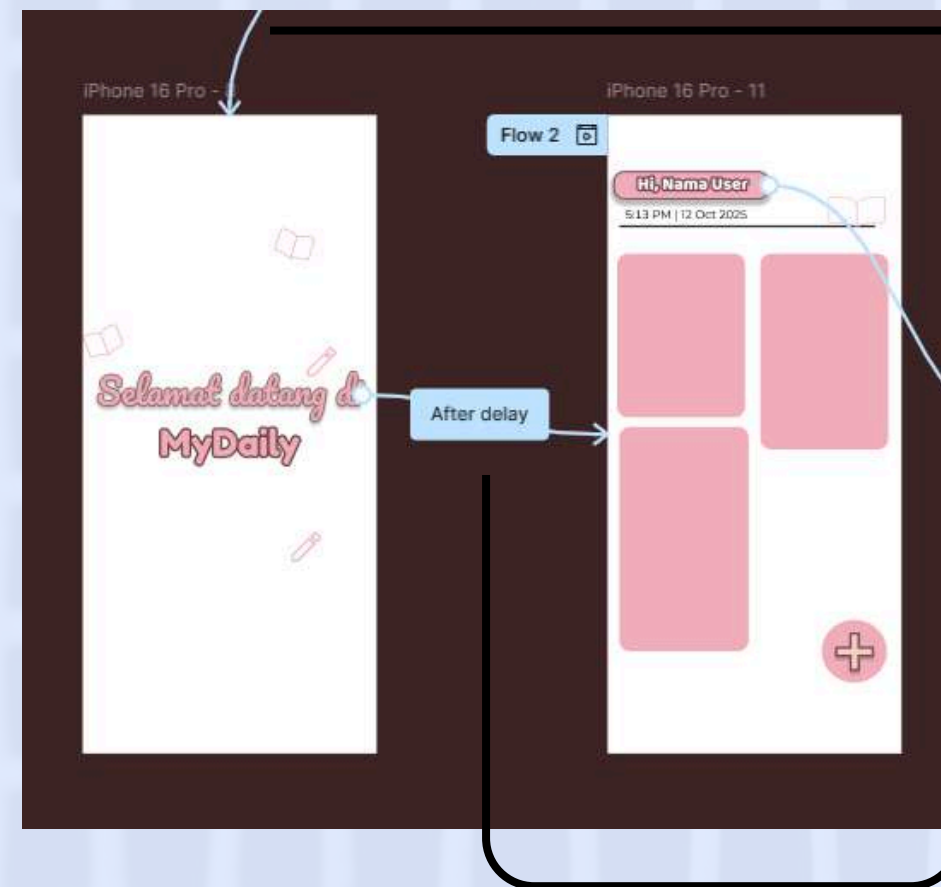 iPhone 16 Pro -
iPhone 16 Pro - 11
Flow 2
Hi, Nama User
5:13 PM | 12 Oct 2025
Selamat datang di
MyDaily
After delay